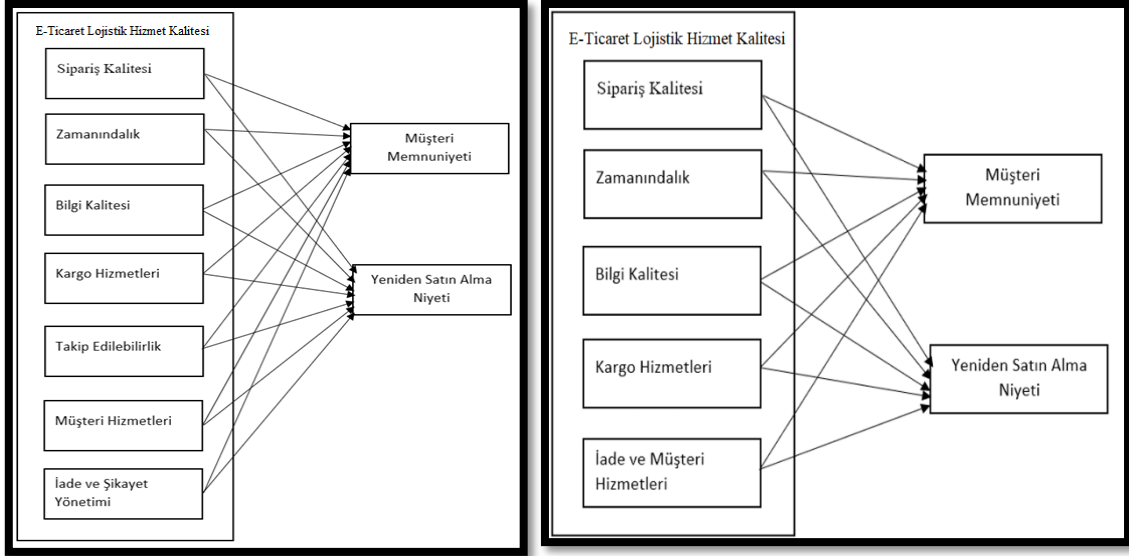 E-Ticaret Lojistik Hizmet Kalitesi
Sipariş Kalitesi
Zamanındalık
Bilgi Kalitesi
Kargo Hizmetleri
Takip Edilebilirlik
Müşteri Hizmetleri
İade ve Şikayet
Yönetimi
Müşteri
Memnuniyeti
Yeniden Satın Alma
Niyeti
E-Ticaret Lojistik Hizmet Kalitesi
Sipariş Kalitesi
Zamanındalık
Bilgi Kalitesi
Kargo Hizmetleri
İade ve Müşteri
Hizmetleri
Müşteri
Memnuniyeti
Yeniden Satın Alma
Niyeti